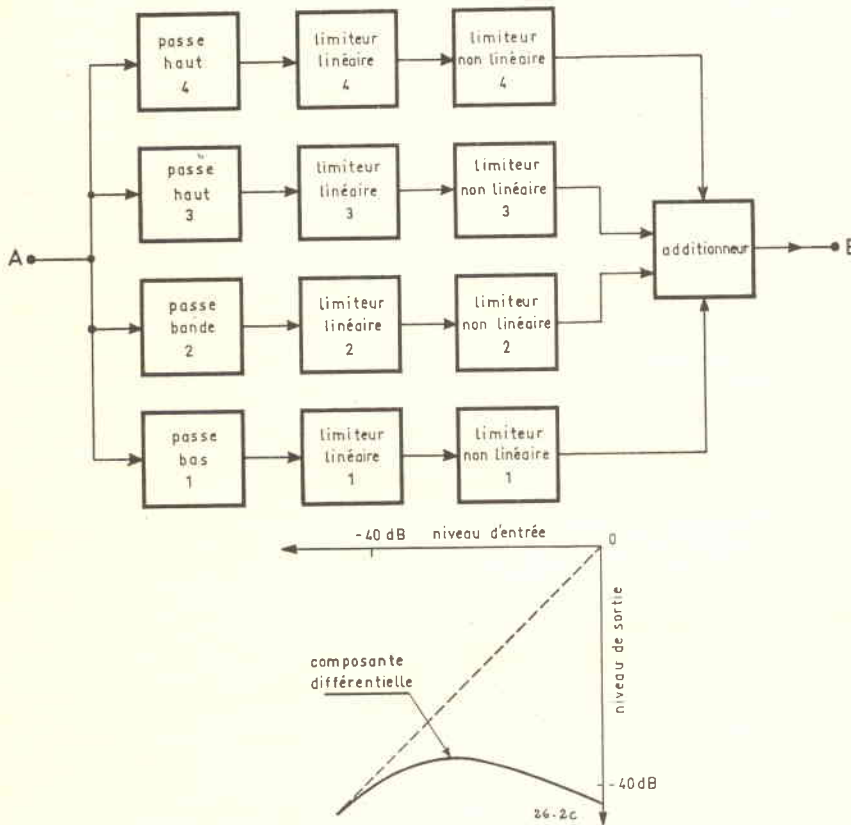 passe
haut
4
limiteur
linéaire
4
limiteur
non linéaire
4
passe
haut
3
limiteur
linéaire
3
limiteur
non linéaire
3
A
additionneur
B
passe
bande
2
limiteur
linéaire
2
limiteur
non linéaire
2
passe
bas
1
limiteur
linéaire
1
limiteur
non linéaire
1
-40 dB niveau d'entrée
0
niveau de sortie
composante
différentielle
-40dB
26-2c